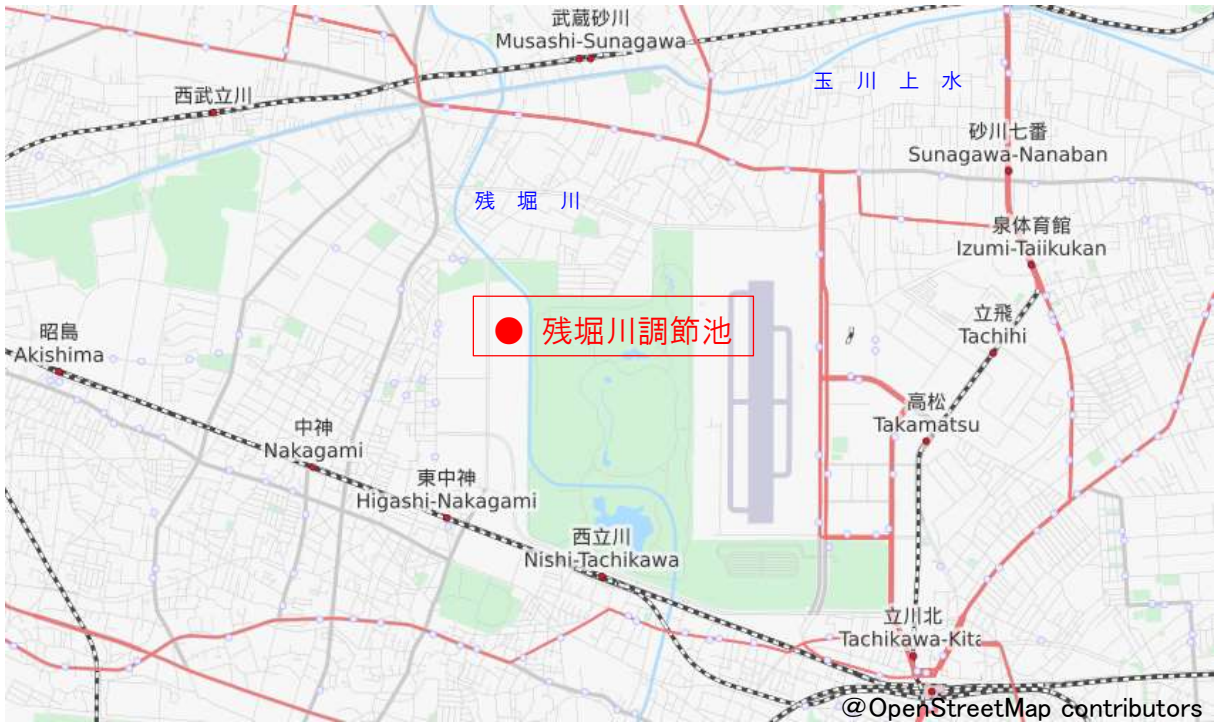 武蔵砂川
Musashi-Sunagawa
玉 川 上 水
西武立川
砂川七番
Sunagawa-Nanaban
残 堀 川
泉体育館
Izumi-Taiikukan
立飛
Tachihi
昭島
Akishima
● 残堀川調節池
高松
Takamatsu
中神
Nakagami
東中神
Higashi-Nakagami
西立川
Nishi-Tachikawa
立川北
Tachikawa-Kita
@OpenStreetMap contributors